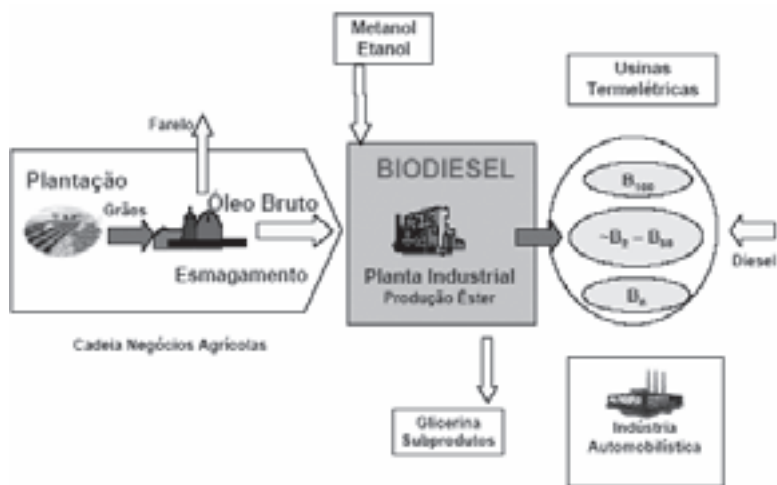 Metanol
Etanol
Usinas
Termelétricas
Farelo
Plantação
Grãos
Óleo Bruto
Esmagamento
BIODIESEL
Planta Industrial
Produção Éster
B100
Diesel
Cadeia Negócios Agrícolas
Glicerina
Subprodutos
Indústria
Automobilística